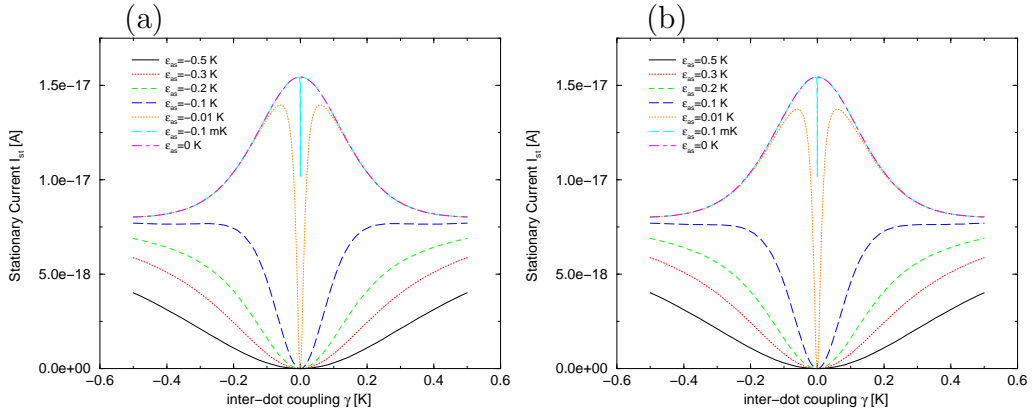 (a)
Stationary Current I_st [A]
1.5e−17
1.0e−17
5.0e−18
0.0e+00
ε_as=−0.5 K
ε_as=−0.3 K
ε_as=−0.2 K
ε_as=−0.1 K
ε_as=−0.01 K
ε_as=−0.1 mK
ε_as=0 K
−0.6 −0.4 −0.2 0.0 0.2 0.4 0.6
inter-dot coupling γ [K]
(b)
Stationary Current I_st [A]
1.5e−17
1.0e−17
5.0e−18
0.0e+00
ε_as=0.5 K
ε_as=0.3 K
ε_as=0.2 K
ε_as=0.1 K
ε_as=0.01 K
ε_as=0.1 mK
ε_as=0 K
−0.6 −0.4 −0.2 0.0 0.2 0.4 0.6
inter-dot coupling γ [K]